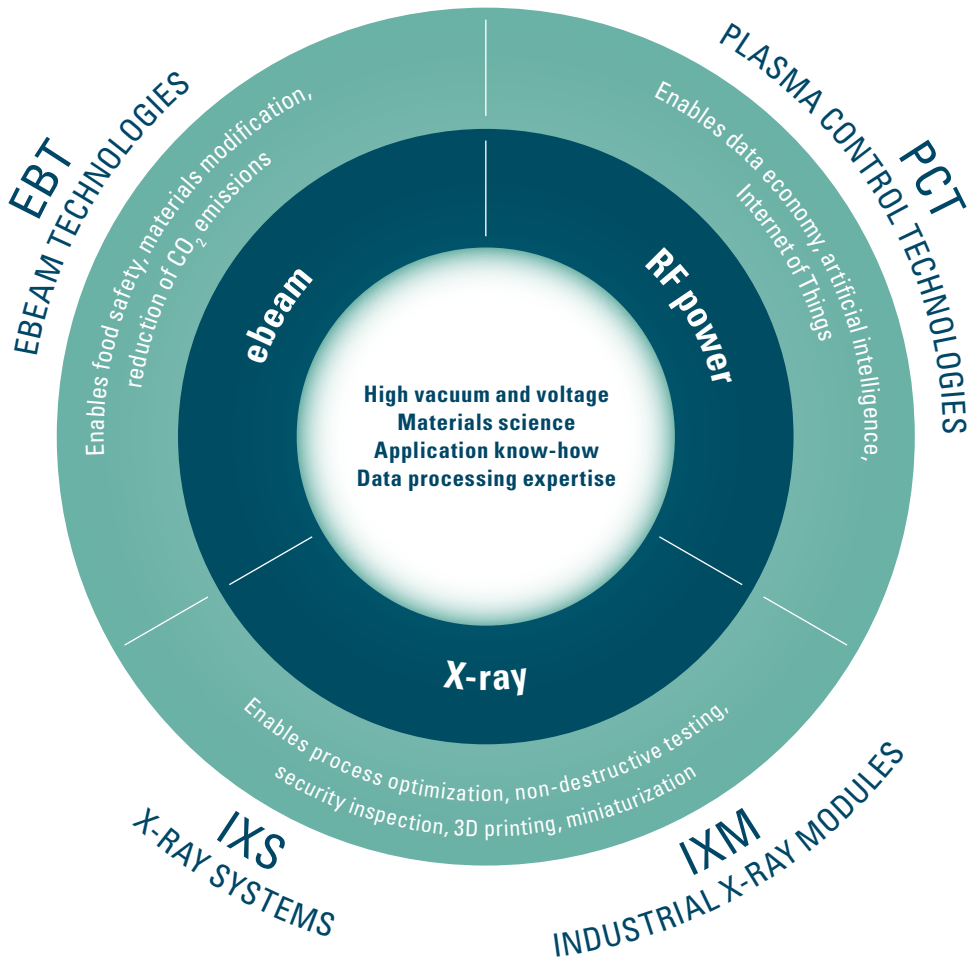 EBT
EBEAM TECHNOLOGIES
PCT
PLASMA CONTROL TECHNOLOGIES
Enables food safety, materials modification,
reduction of CO₂ emissions
Enables data economy, artificial intelligence,
Internet of Things
ebeam
RF power
High vacuum and voltage
Materials science
Application know-how
Data processing expertise
X-ray
Enables process optimization, non-destructive testing,
security inspection, 3D printing, miniaturization
IXS
X-RAY SYSTEMS
IXM
INDUSTRIAL X-RAY MODULES